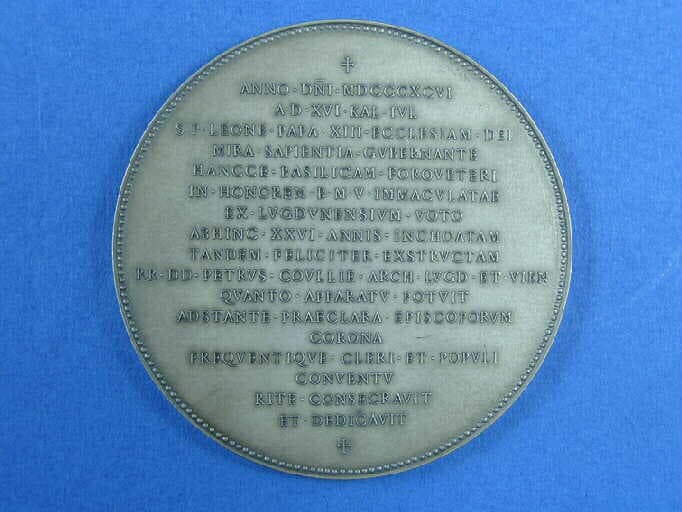 ANNO · DÑI · MDCCCXCVI
A·D·XVI·KAL·IVL
S·P·LEONE·PAPA·XIII·ECCLESIAM·DEI
MIRA·SAPIENTIA·GVBERNANTE
HANCCE·BASILICAM·FOROVETERI
IN·HONOREM·B·M·V·IMMACVLATAE
EX·LVGDVNENSIVM·VOTO
ABHINC·XXVI·ANNIS·INCHOATAM
TANDEM·FELICITER·EXSTRVCTAM
RR·DD·PETRVS·COVLLIE·ARCH·LVGD·ET·VIEN
QVANTO·APPARATV·POTVIT
ADSTANTE·PRAECLARA·EPISCOPORVM
CORONA
FREQVENTIQVE·CLERI·ET·POPVLI
CONVENTV
RITE·CONSECRAVIT
ET·DEDICAVIT